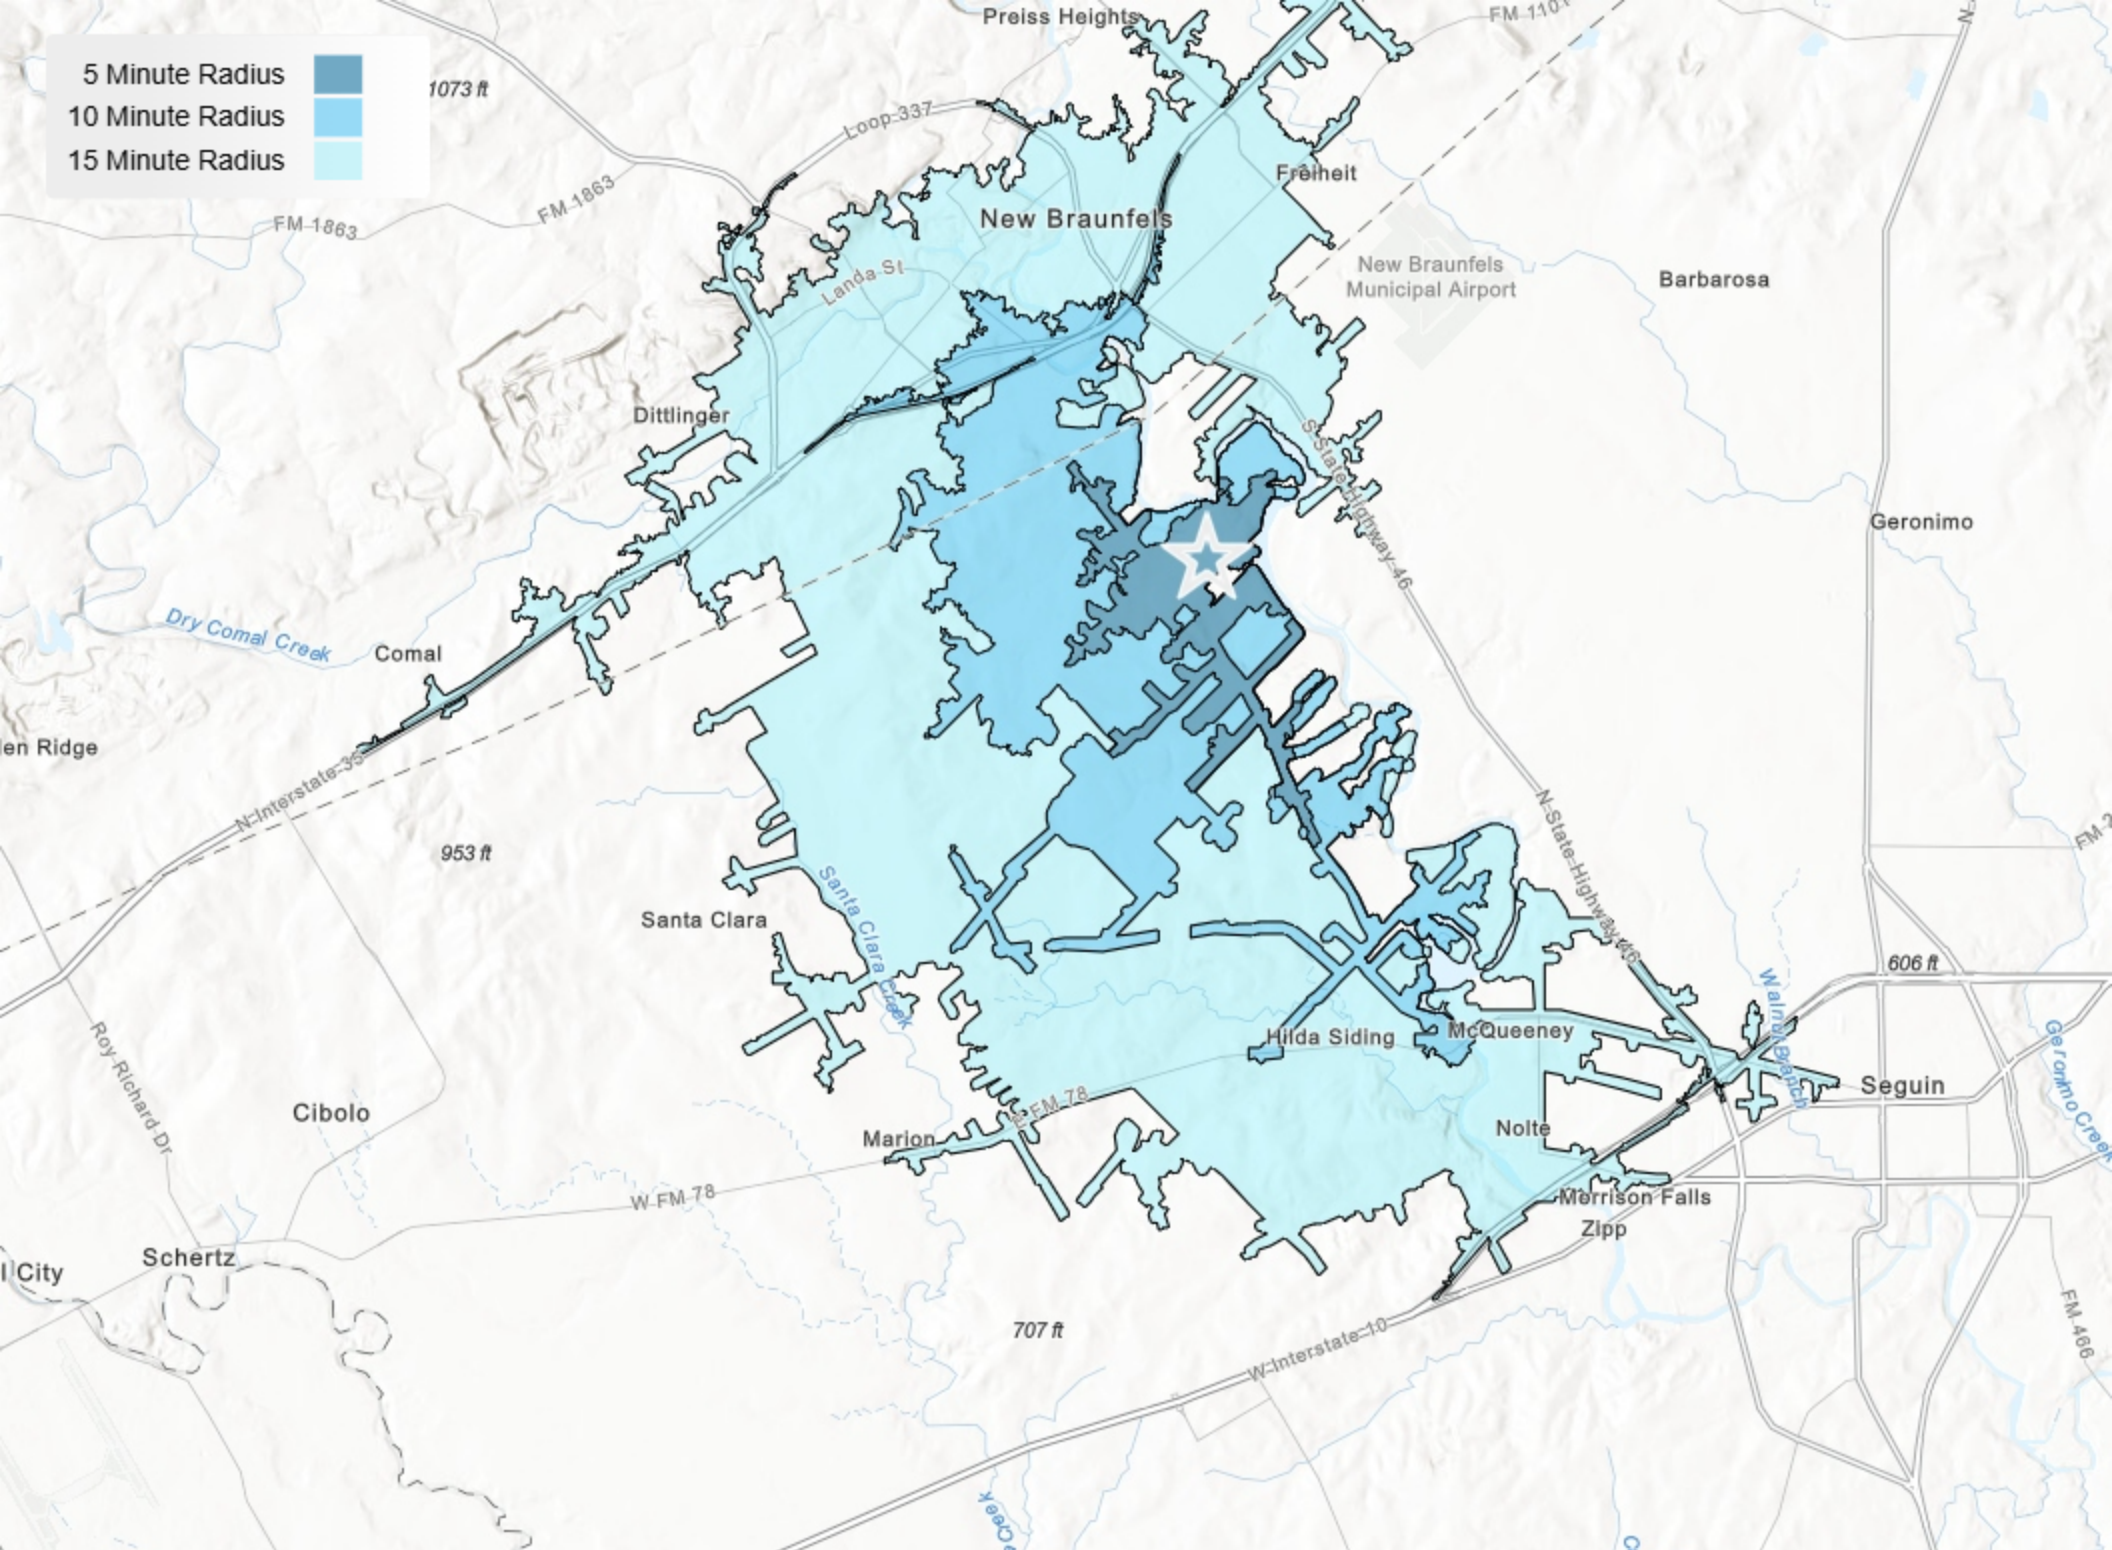 Preiss Heights
FM 1101
N
5 Minute Radius
10 Minute Radius
15 Minute Radius
1073 ft
Loop 337
Freiheit
FM 1863
FM 1863
New Braunfels
Landa St
New Braunfels
Municipal Airport
Barbarosa
Dittlinger
S State Highway 46
Geronimo
Dry Comal Creek
Comal
len Ridge
N Interstate 35
953 ft
N State Highway 46
FM 2
Santa Clara
Santa Clara Creek
606 ft
Walnut Branch
Geronimo Creek
Roy Richard Dr
Hilda Siding
McQueeney
Seguin
Cibolo
E FM 78
Marion
Nolte
W FM 78
Morrison Falls
Zipp
Schertz
l City
707 ft
W Interstate 10
FM 466
Creek
C